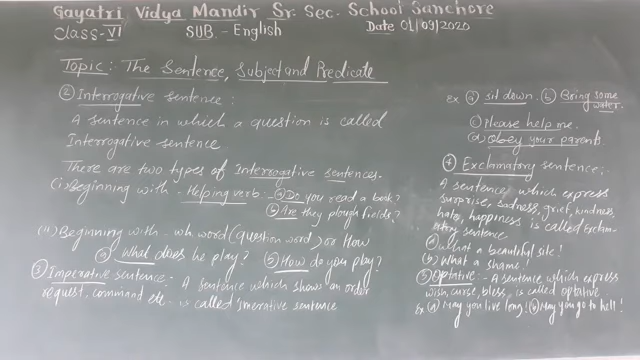 Gayatri Vidya Mandir Sr. Sec. School Sanchore
Class-VI SUB.-English Date 01/09/2020
Topic: The Sentence, Subject and Predicate
② Interrogative sentence:
A sentence in which a question is called
Interrogative sentence
There are two types of Interrogative sentences.
(i) Beginning with - Helping verb:- ⓐ Do you read a book?
ⓑ Are they plough fields?
(ii) Beginning with - wh. word (question word) or How
ⓐ What does he play? ⓑ How do you play?
③ Imperative sentence:- A sentence which shows an order
request, command etc. is called imerative sentence
Ex ⓐ sit down. ⓑ Bring some
water.
ⓒ Please help me.
ⓓ Obey your parents.
④ Exclamatory sentence:-
A sentence which express
surprise, sadness, grief, kindness,
hate, happiness is called Exclam-
atory sentence
ⓐ What a beautiful site!
ⓑ What a shame!
⑤ Optative:- A sentence which express
wish, curse, bless, is called optative.
Ex ⓐ May you live long! ⓑ May you go to hell!